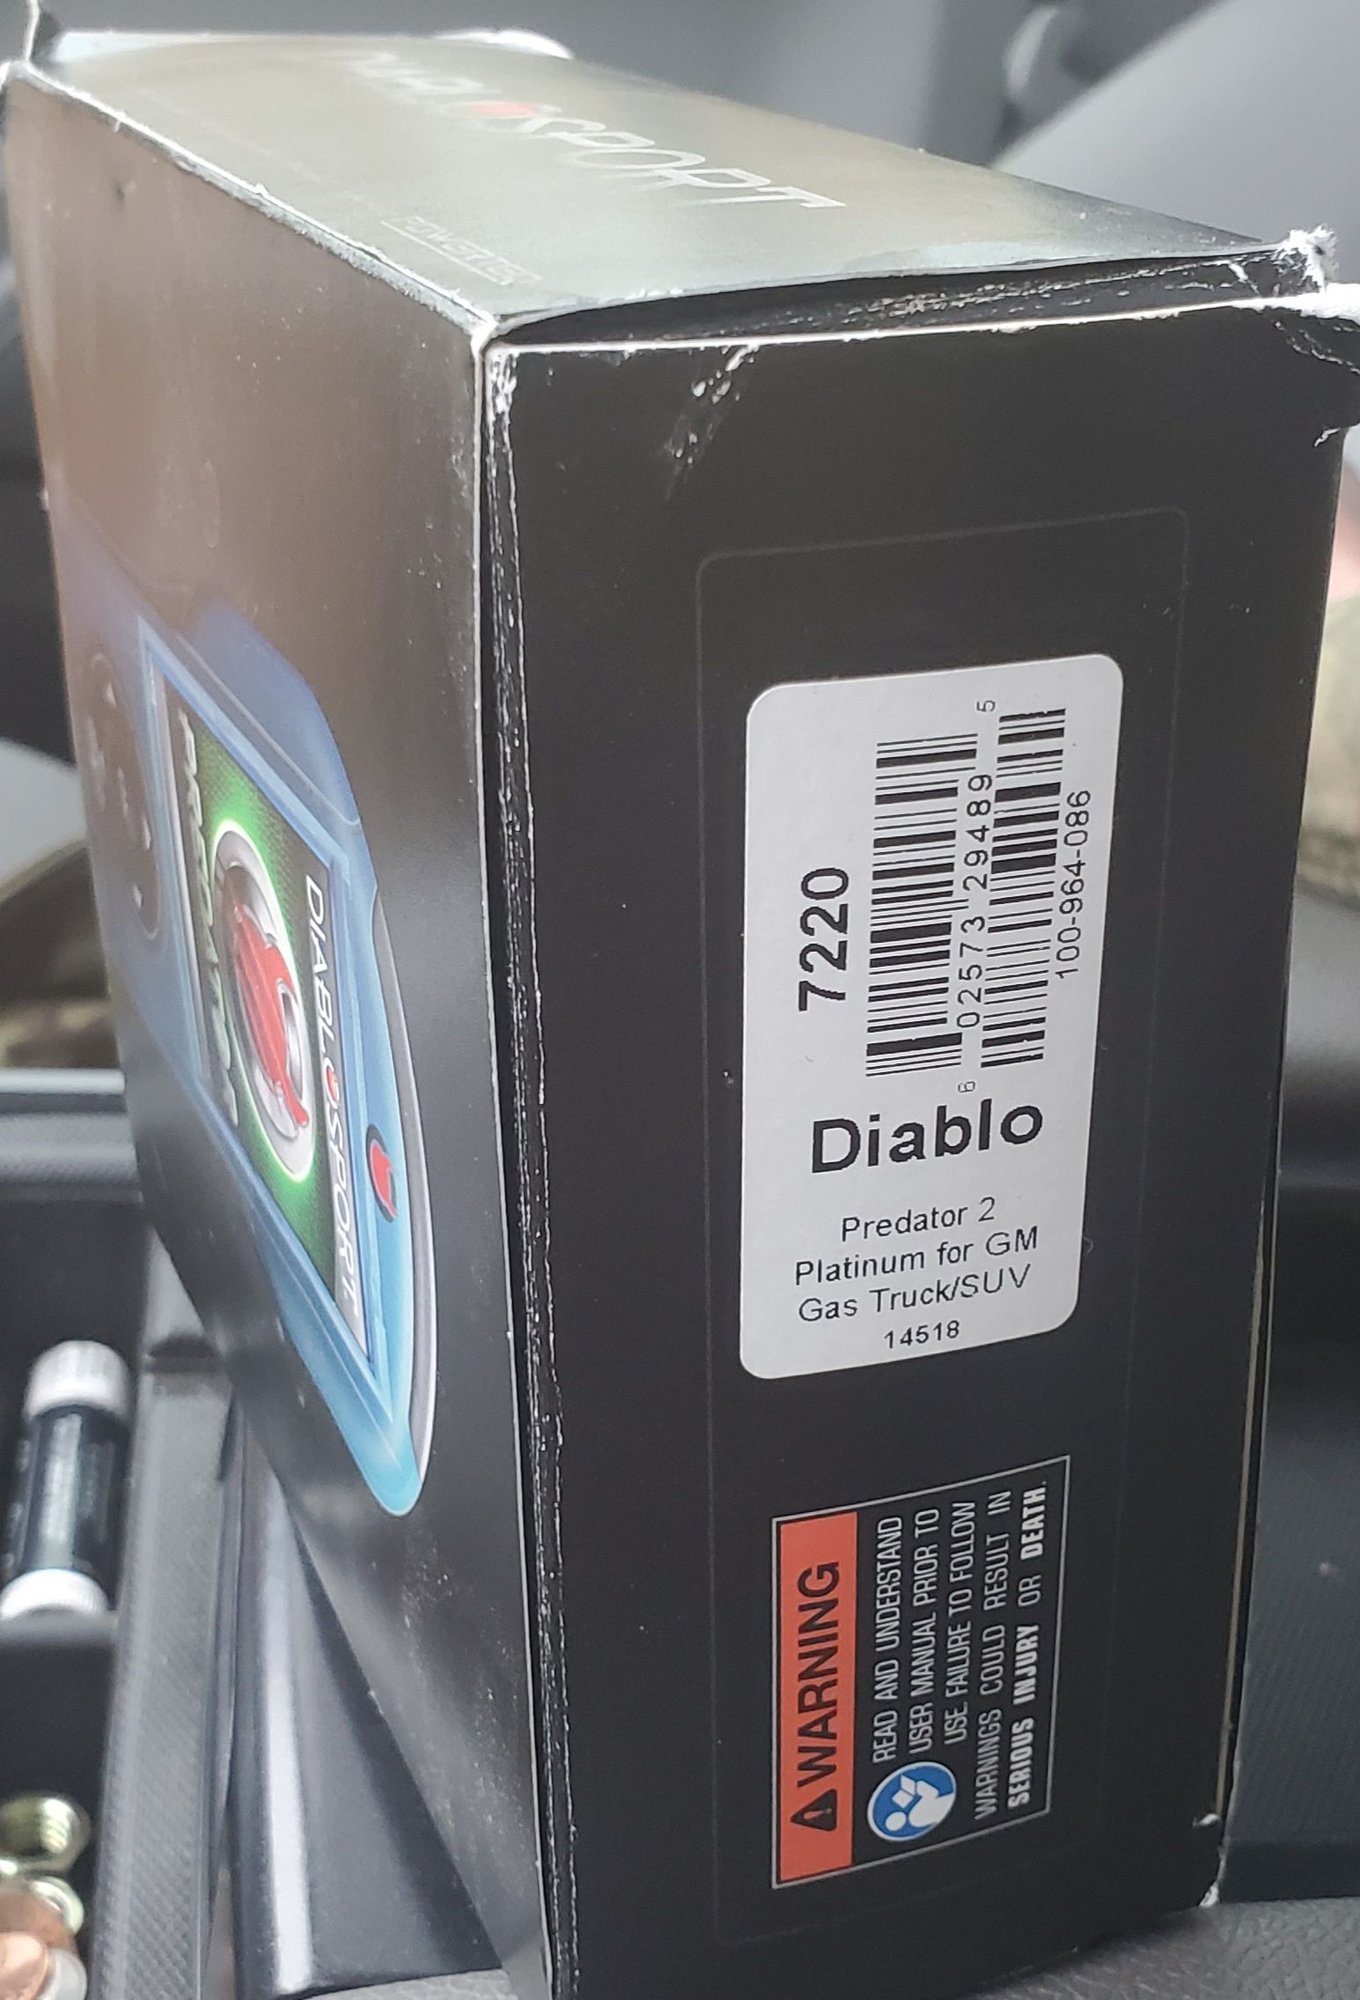 DIABLOSPORT
DIABLOSPORT
PREDATOR
7220
6 02573 29489 5
100-964-086
Diablo
Predator 2
Platinum for GM
Gas Truck/SUV
14518
WARNING
READ AND UNDERSTAND
USER MANUAL PRIOR TO
USE. FAILURE TO FOLLOW
WARNINGS COULD RESULT IN
SERIOUS INJURY OR DEATH.